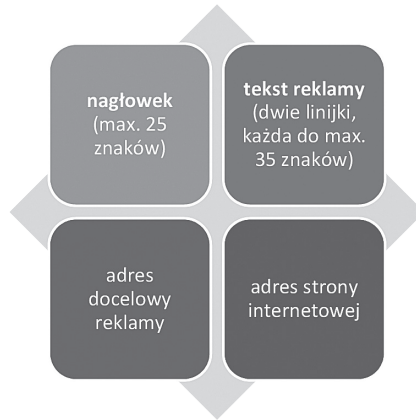 nagłowek
(max. 25
znaków)
tekst reklamy
(dwie linijki,
każda do max.
35 znaków)
adres
docelowy
reklamy
adres strony
internetowej